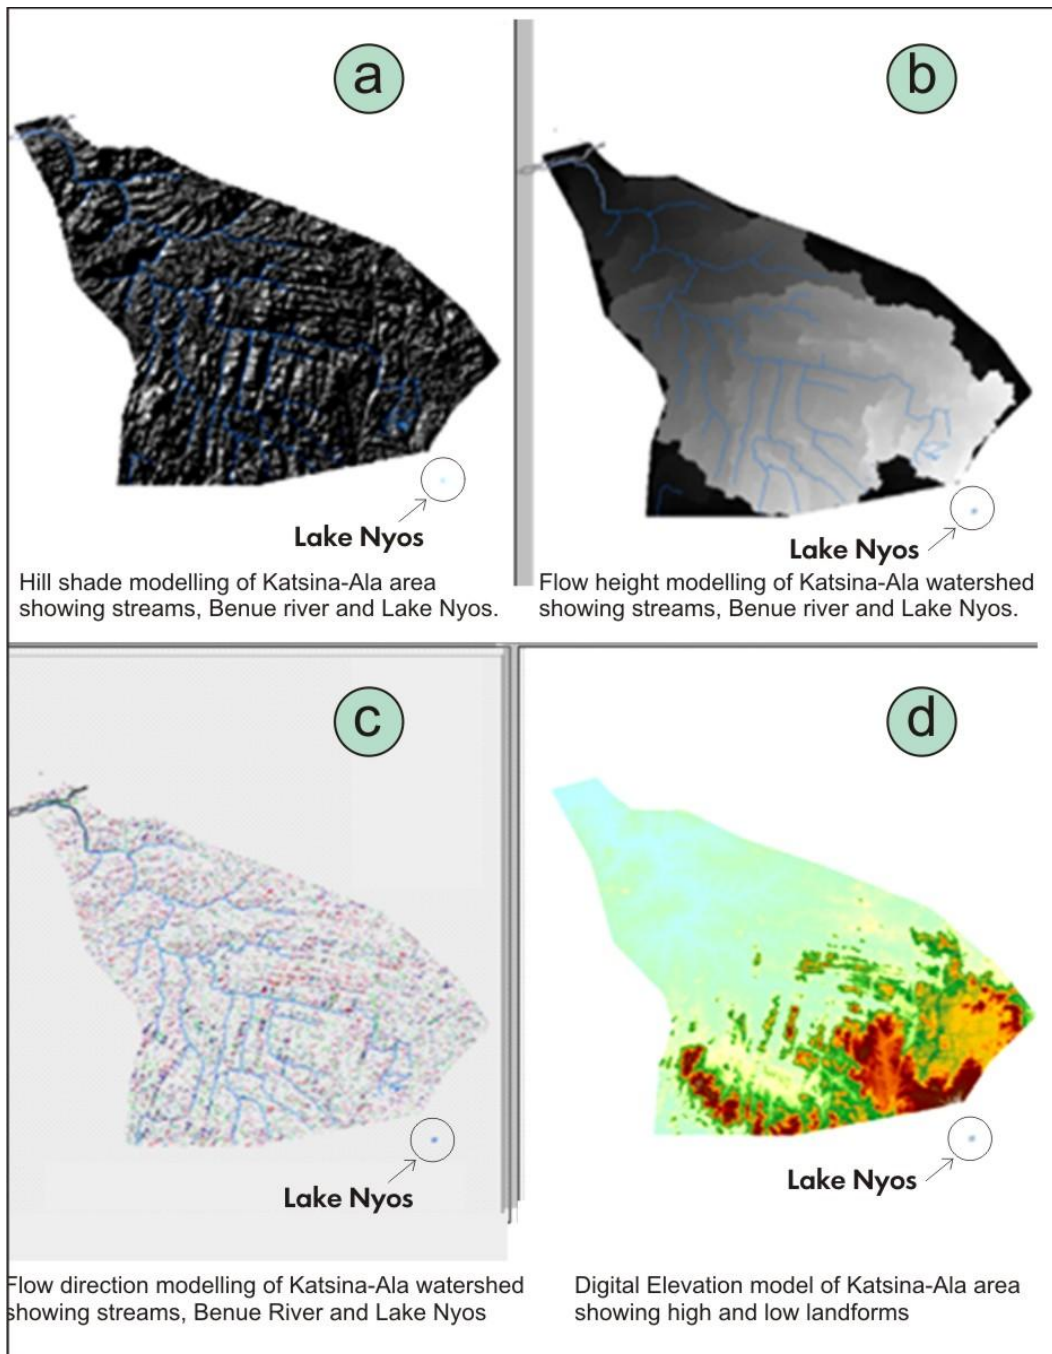 a
b
Lake Nyos
Lake Nyos
Hill shade modelling of Katsina-Ala area
showing streams, Benue river and Lake Nyos.
Flow height modelling of Katsina-Ala watershed
showing streams, Benue river and Lake Nyos.
c
d
Lake Nyos
Lake Nyos
Flow direction modelling of Katsina-Ala watershed
showing streams, Benue River and Lake Nyos
Digital Elevation model of Katsina-Ala area
showing high and low landforms